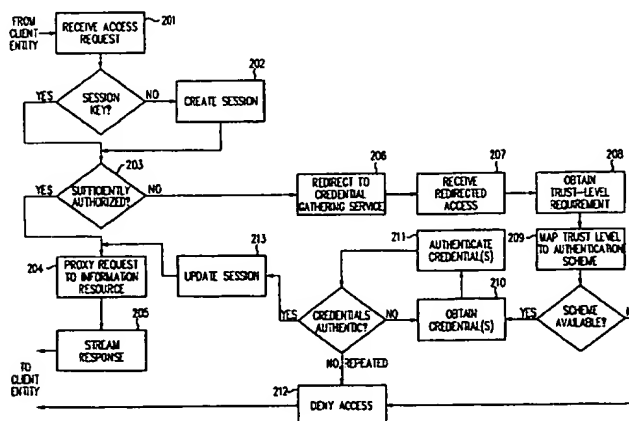 FROM
CLIENT
ENTITY
201
RECEIVE ACCESS
REQUEST
202
SESSION
KEY?
YES
NO
CREATE SESSION
203
SUFFICIENTLY
AUTHORIZED?
YES
NO
206
REDIRECT TO
CREDENTIAL
GATHERING SERVICE
207
RECEIVE
REDIRECTED
ACCESS
208
OBTAIN
TRUST-LEVEL
REQUIREMENT
209
MAP TRUST LEVEL
TO AUTHENTICATION
SCHEME
204
PROXY REQUEST
TO INFORMATION
RESOURCE
213
UPDATE SESSION
211
AUTHENTICATE
CREDENTIAL(S)
210
OBTAIN
CREDENTIAL(S)
CREDENTIALS
AUTHENTIC?
YES
NO
NO, REPEATED
SCHEME
AVAILABLE?
YES
205
STREAM
RESPONSE
TO
CLIENT
ENTITY
212
DENY ACCESS